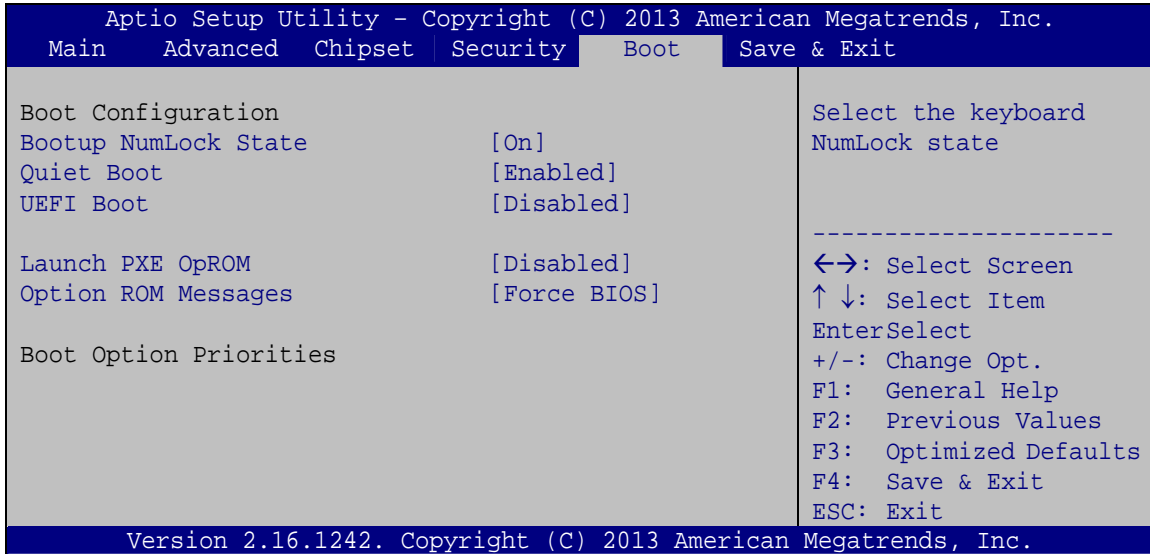 Aptio Setup Utility – Copyright (C) 2013 American Megatrends, Inc.
Main Advanced Chipset Security Boot Save & Exit
Boot Configuration
Bootup NumLock State [On]
Quiet Boot [Enabled]
UEFI Boot [Disabled]
Launch PXE OpROM [Disabled]
Option ROM Messages [Force BIOS]
Boot Option Priorities
Select the keyboard
NumLock state
---------------------
←→: Select Screen
↑ ↓: Select Item
EnterSelect
+/-: Change Opt.
F1: General Help
F2: Previous Values
F3: Optimized Defaults
F4: Save & Exit
ESC: Exit
Version 2.16.1242. Copyright (C) 2013 American Megatrends, Inc.